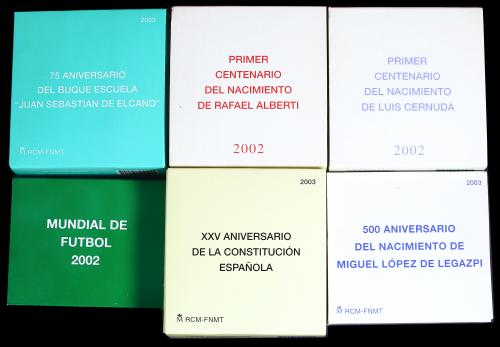 2003
75 ANIVERSARIO
DEL BUQUE ESCUELA
"JUAN SEBASTIAN DE ELCANO"
M RCM-FNMT
PRIMER
CENTENARIO
DEL NACIMIENTO
DE RAFAEL ALBERTI
2002
PRIMER
CENTENARIO
DEL NACIMIENTO
DE LUIS CERNUDA
2002
MUNDIAL DE
FUTBOL
2002
2003
XXV ANIVERSARIO
DE LA CONSTITUCIÓN
ESPAÑOLA
M RCM-FNMT
2003
500 ANIVERSARIO
DEL NACIMIENTO DE
MIGUEL LÓPEZ DE LEGAZPI
M RCM-FNMT